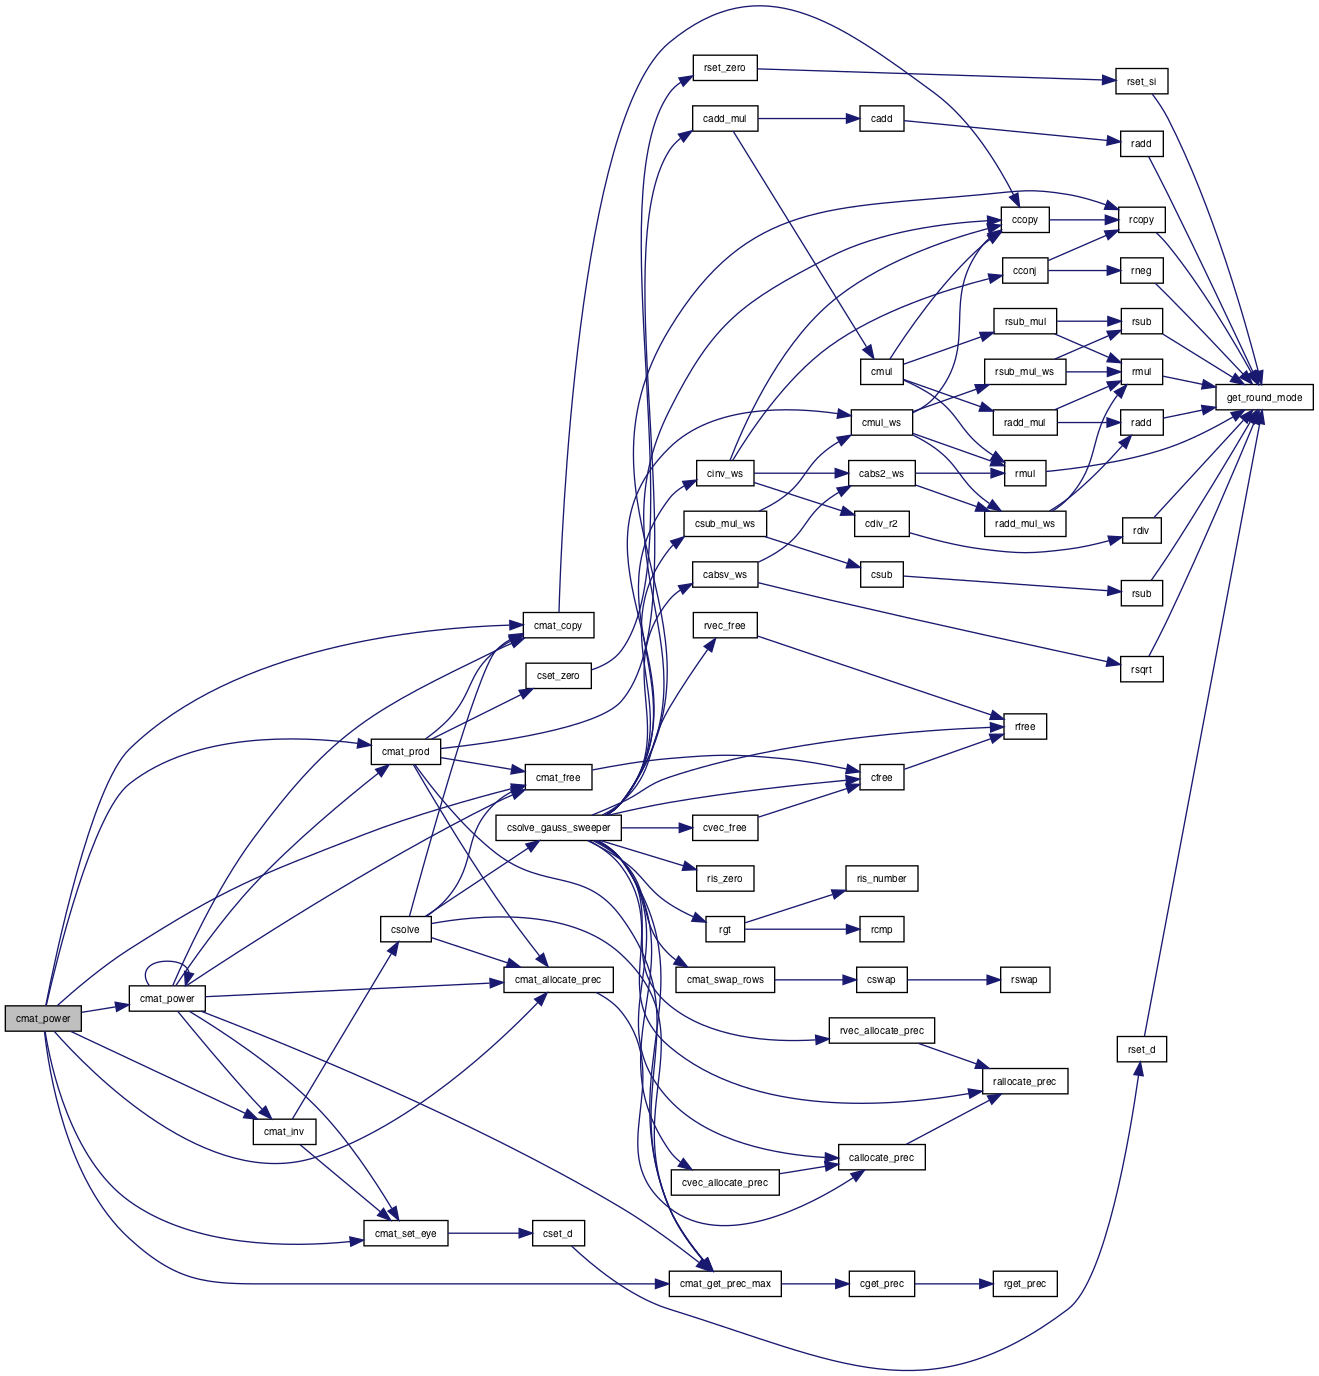 cmat_power
cmat_power
cmat_inv
cmat_prod
csolve
cmat_set_eye
cmat_copy
cset_zero
cmat_free
csolve_gauss_sweeper
cmat_allocate_prec
cset_d
rset_zero
cadd_mul
cinv_ws
csub_mul_ws
cabsv_ws
rvec_free
cvec_free
ris_zero
rgt
cmat_swap_rows
cvec_allocate_prec
cmat_get_prec_max
cadd
cmul
cmul_ws
cabs2_ws
cdiv_r2
csub
cfree
ris_number
rcmp
cswap
rvec_allocate_prec
callocate_prec
cget_prec
ccopy
cconj
rsub_mul
rsub_mul_ws
radd_mul
rmul
radd_mul_ws
rfree
rswap
rallocate_prec
rget_prec
rset_si
radd
rcopy
rneg
rsub
rmul
radd
rdiv
rsub
rsqrt
rset_d
get_round_mode